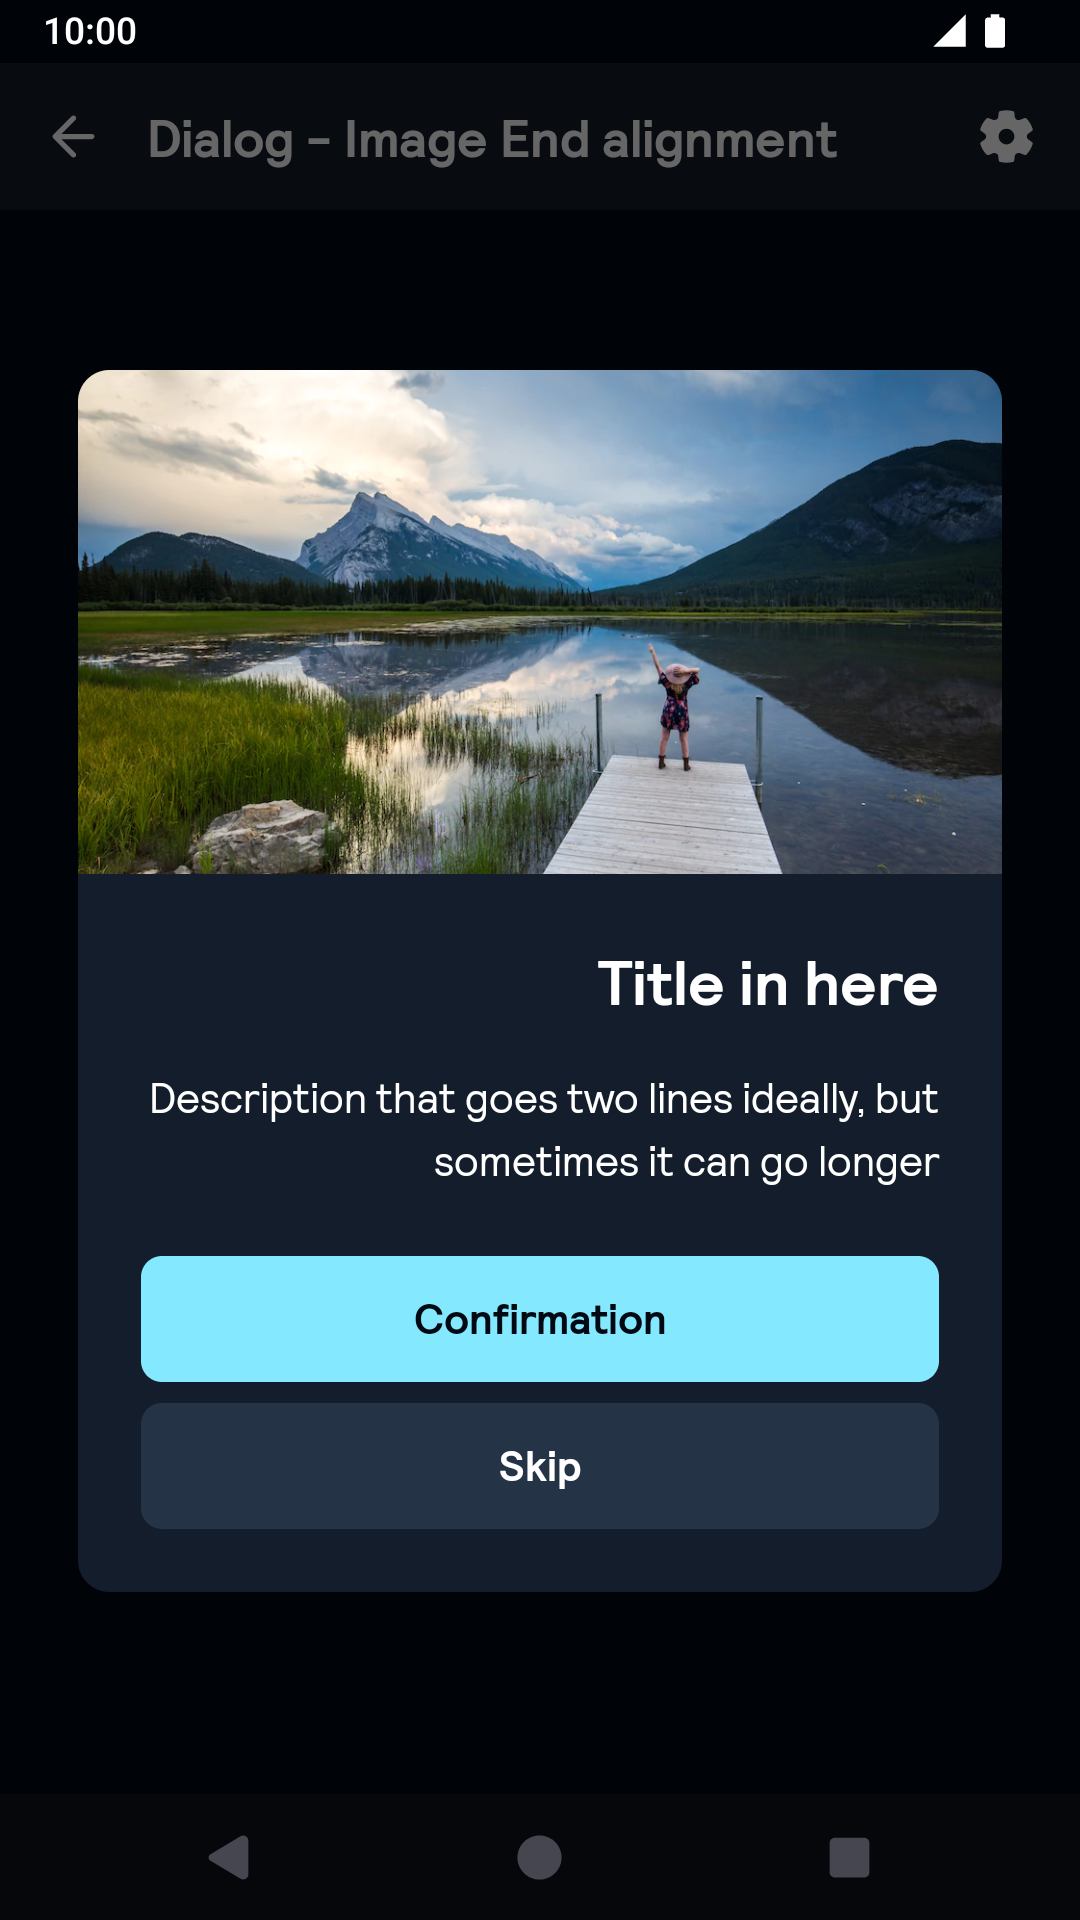 10:00
Dialog - Image End alignment
Title in here
Description that goes two lines ideally, but
sometimes it can go longer
Confirmation
Skip